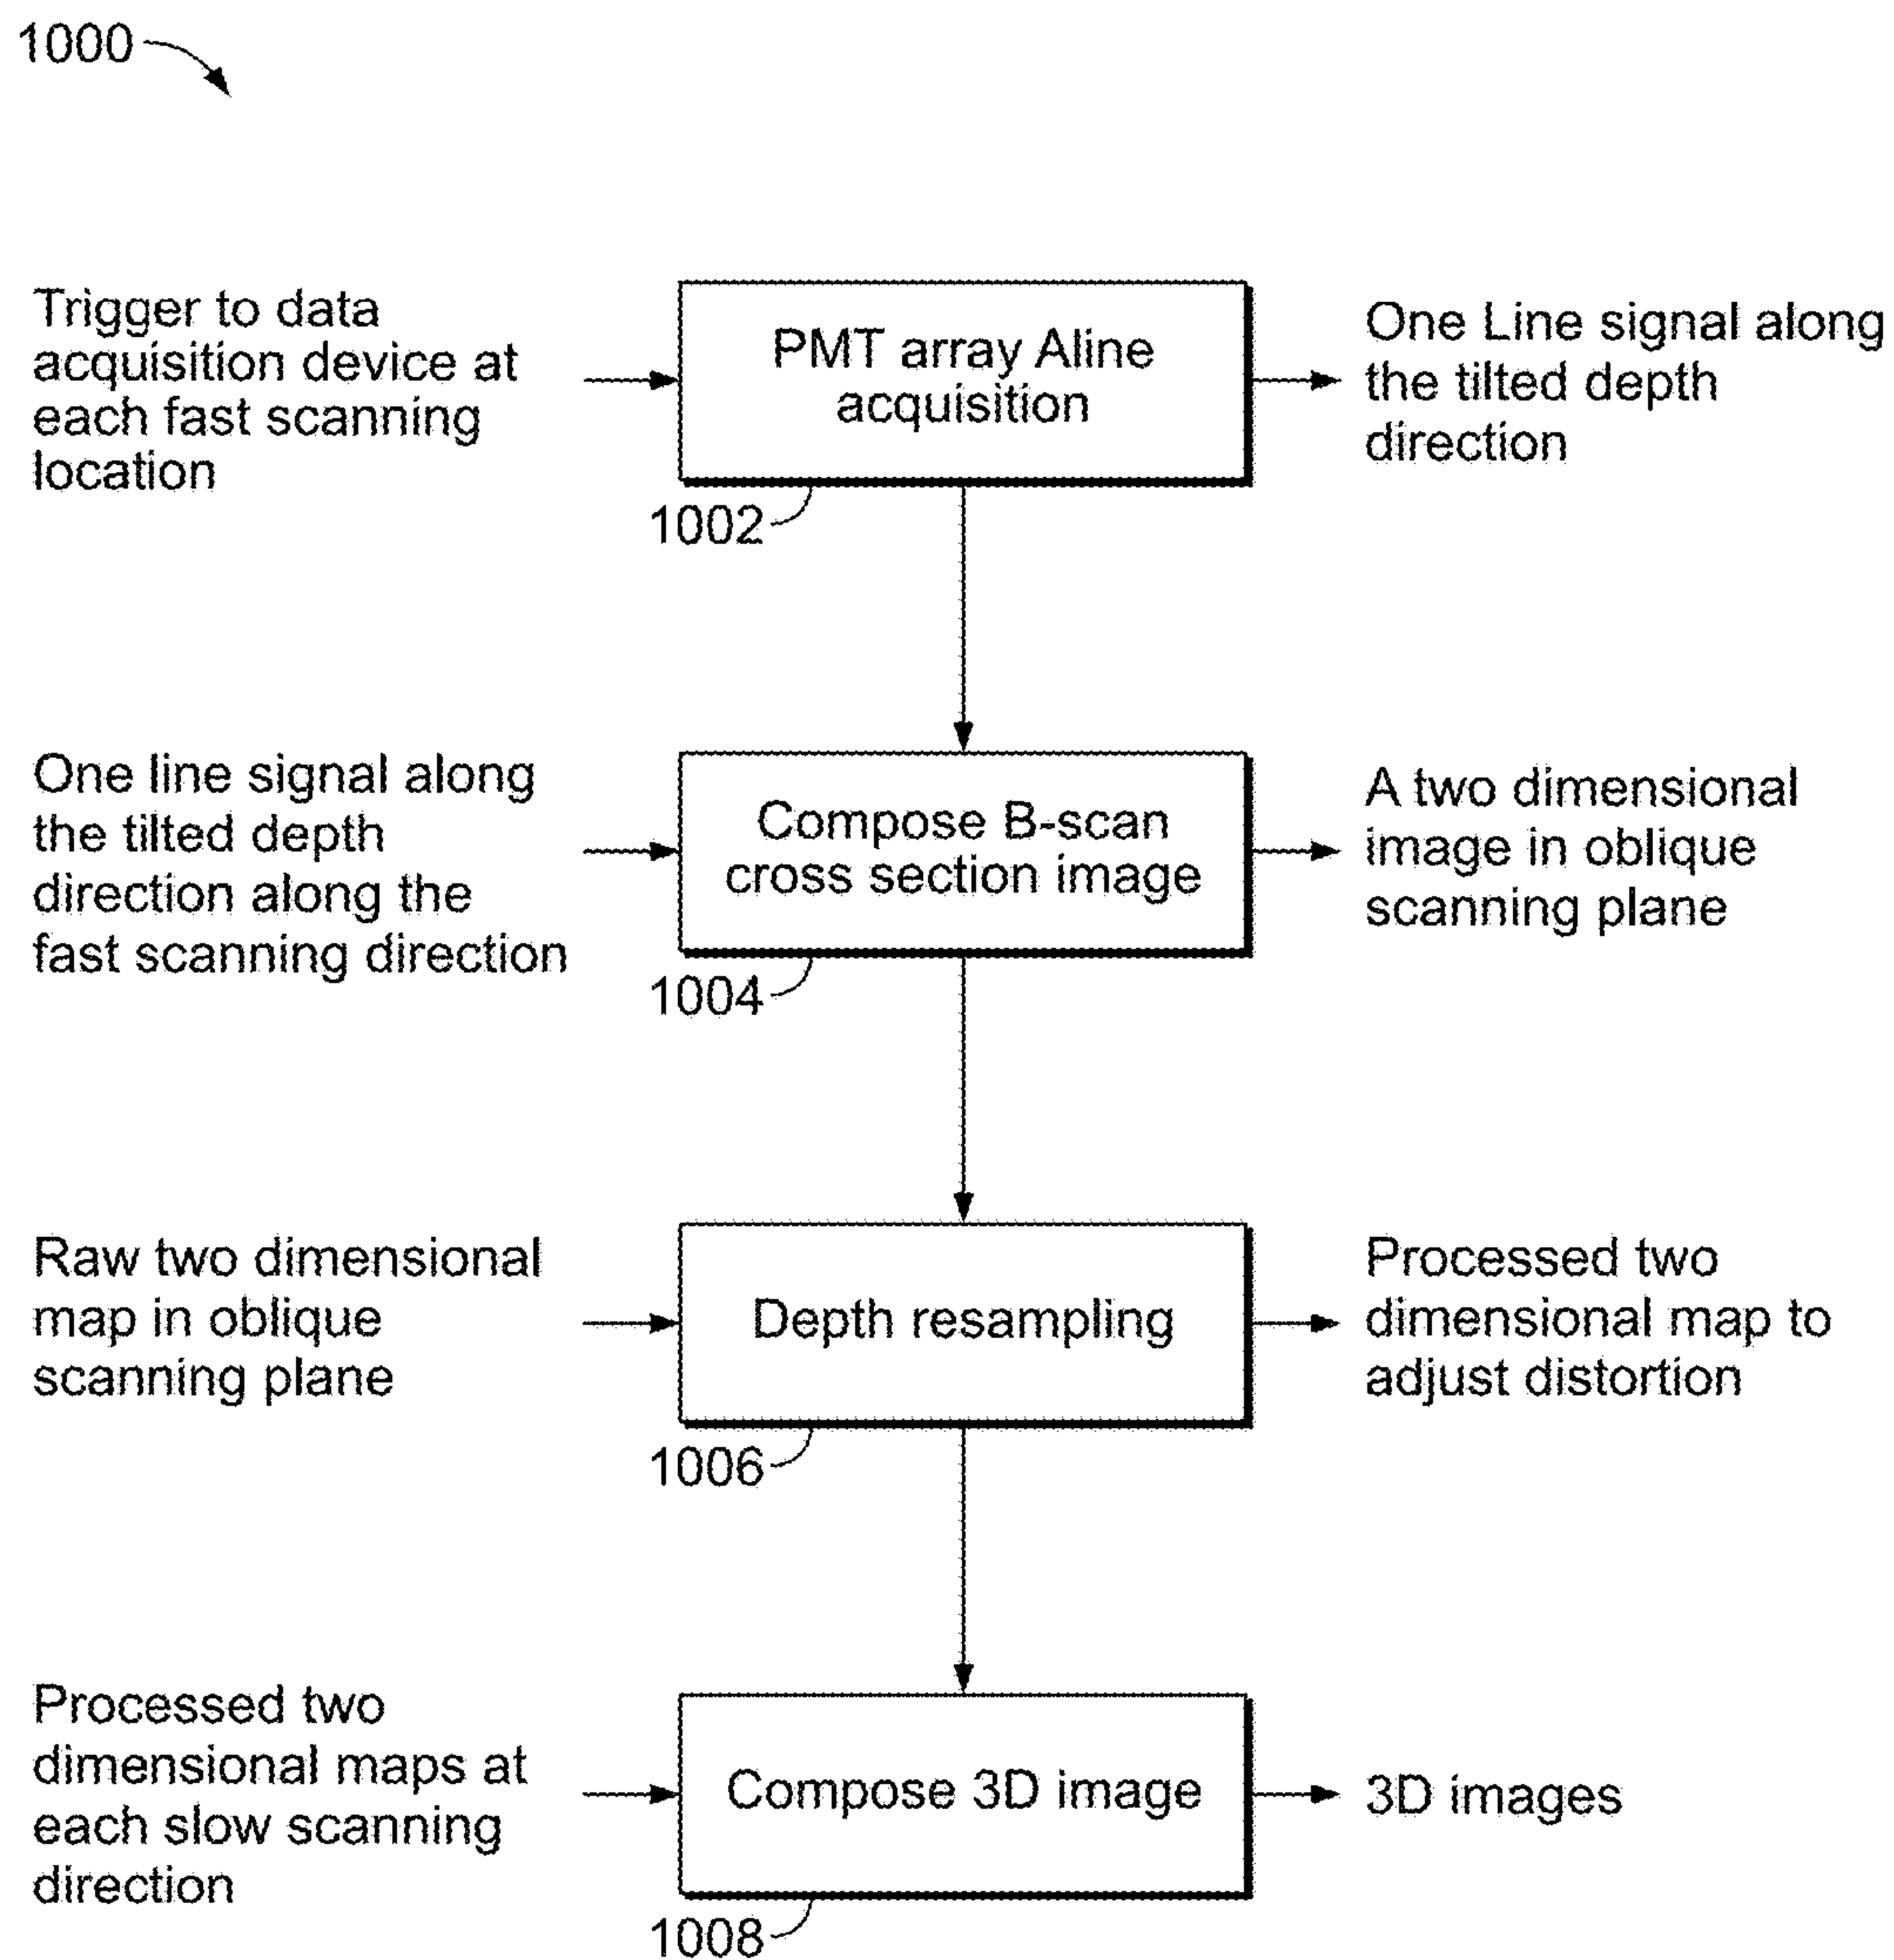 1000
Trigger to data
acquisition device at
each fast scanning
location
PMT array Aline
acquisition
One Line signal along
the tilted depth
direction
1002
One line signal along
the tilted depth
direction along the
fast scanning direction
Compose B-scan
cross section image
A two dimensional
image in oblique
scanning plane
1004
Raw two dimensional
map in oblique
scanning plane
Depth resampling
Processed two
dimensional map to
adjust distortion
1006
Processed two
dimensional maps at
each slow scanning
direction
Compose 3D image
3D images
1008